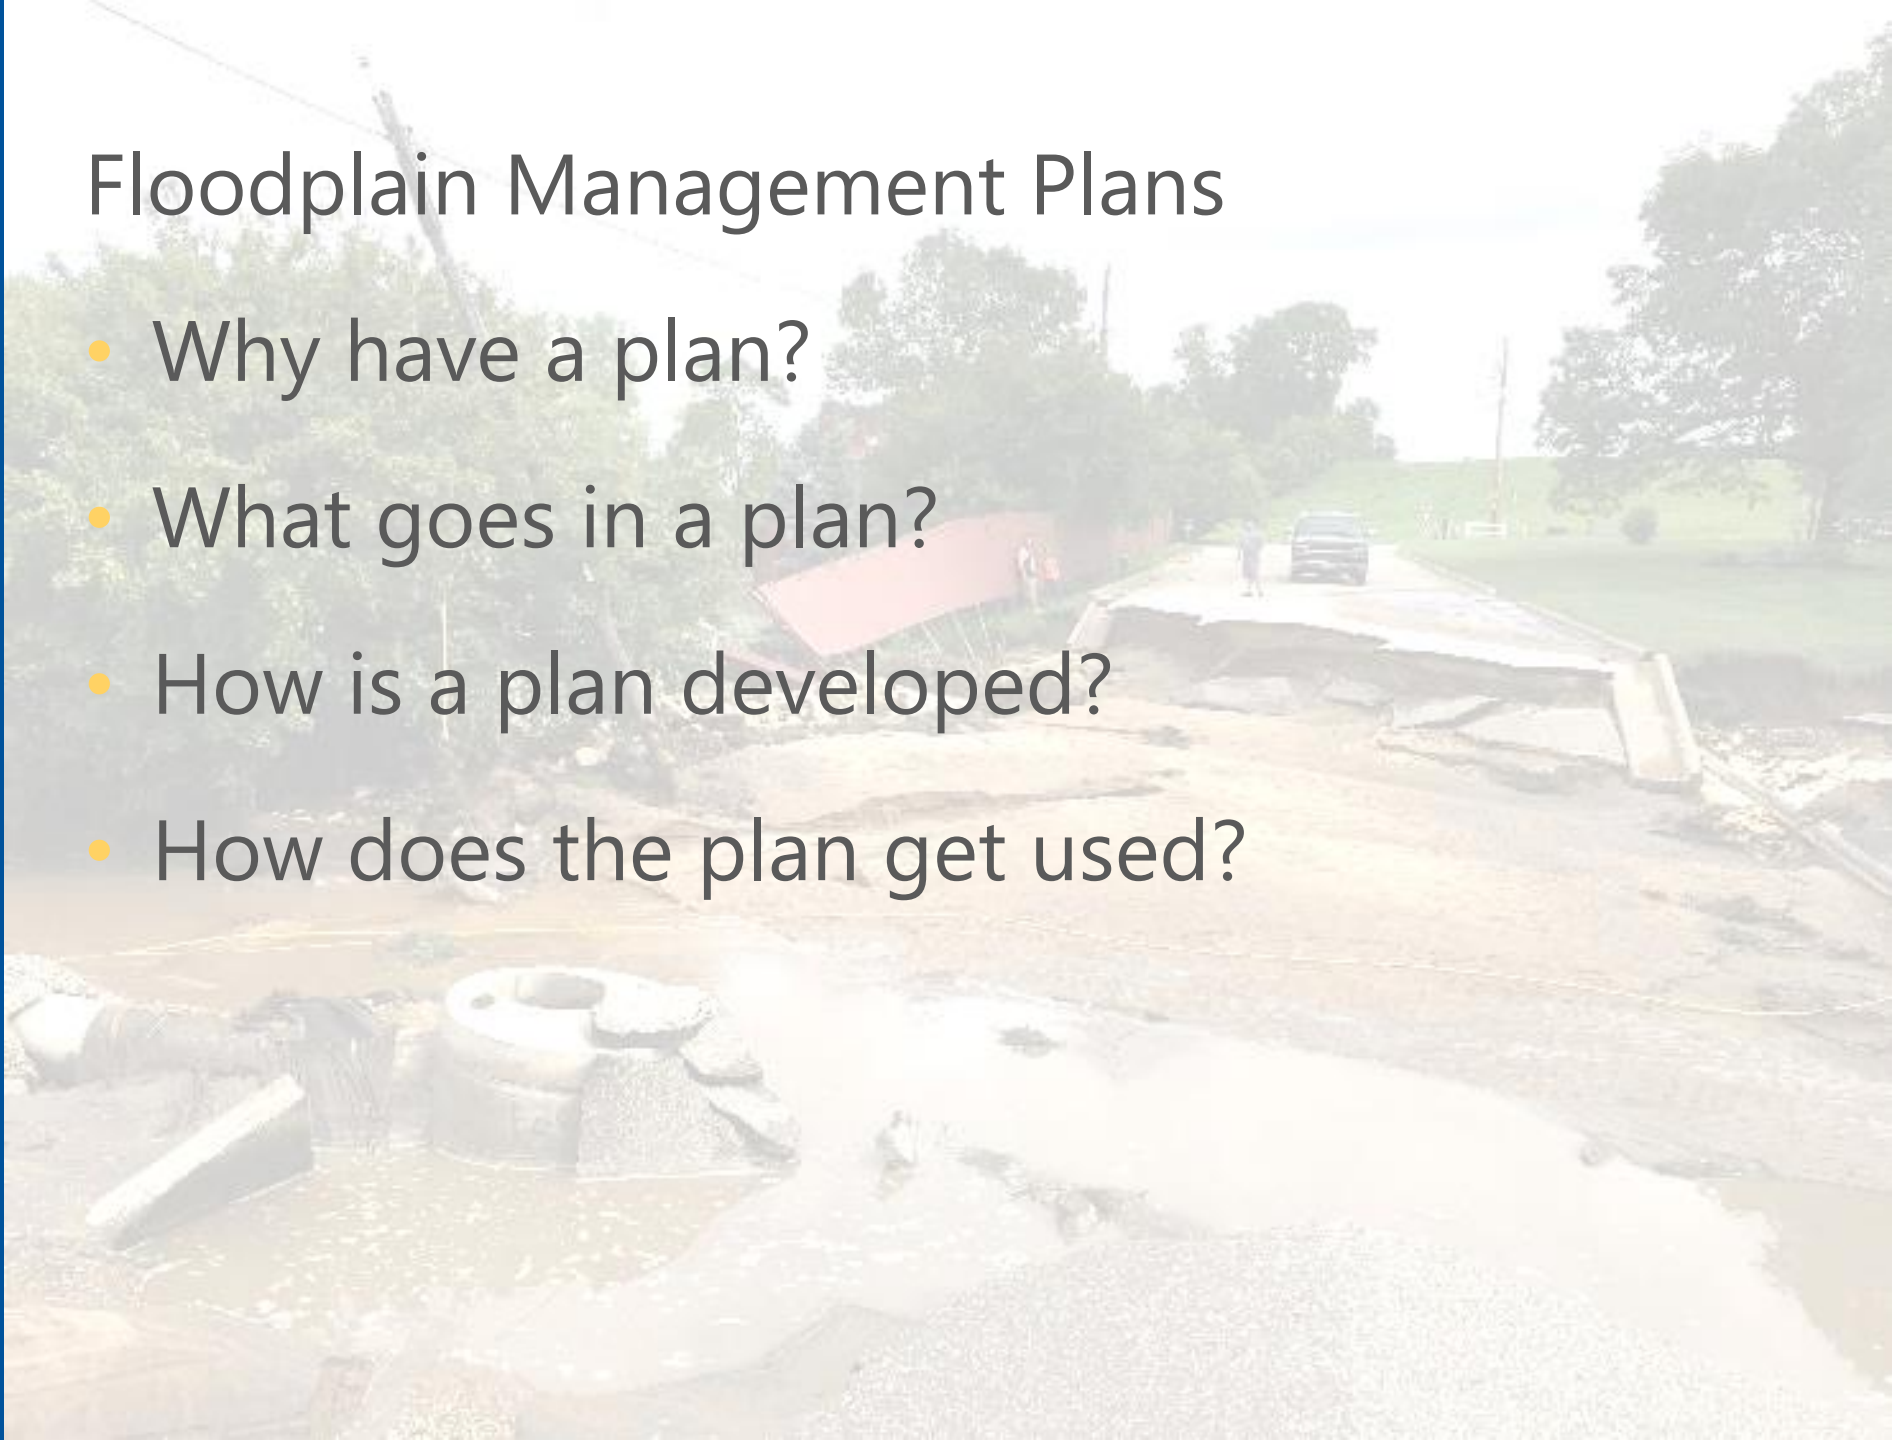 Floodplain Management Plans
• Why have a plan?
• What goes in a plan?
• How is a plan developed?
• How does the plan get used?